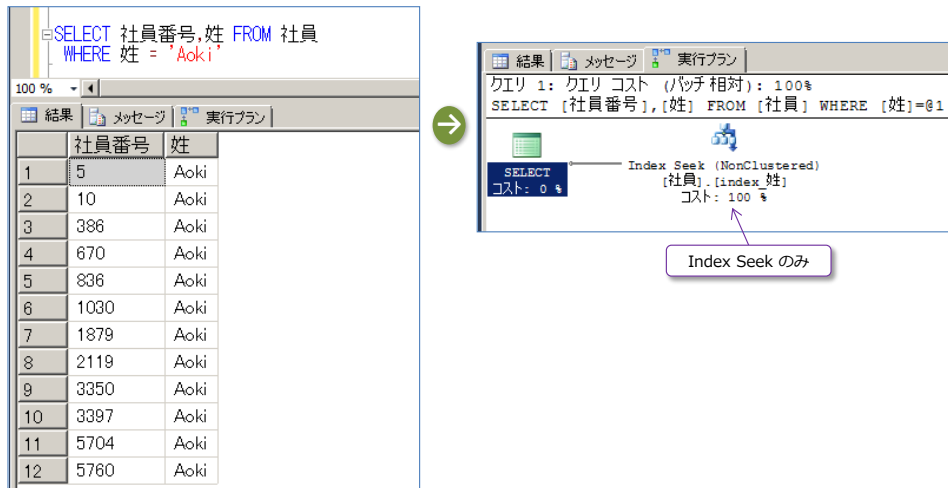 SELECT 社員番号,姓 FROM 社員
WHERE 姓 = 'Aoki'
100 %
結果 メッセージ 実行プラン
社員番号 姓
1 5 Aoki
2 10 Aoki
3 386 Aoki
4 670 Aoki
5 836 Aoki
6 1030 Aoki
7 1879 Aoki
8 2119 Aoki
9 3350 Aoki
10 3397 Aoki
11 5704 Aoki
12 5760 Aoki
結果 メッセージ 実行プラン
クエリ 1: クエリ コスト (バッチ相対): 100%
SELECT [社員番号],[姓] FROM [社員] WHERE [姓]=@1
SELECT
コスト: 0 %
Index Seek (NonClustered)
[社員].[index_姓]
コスト: 100 %
Index Seek のみ